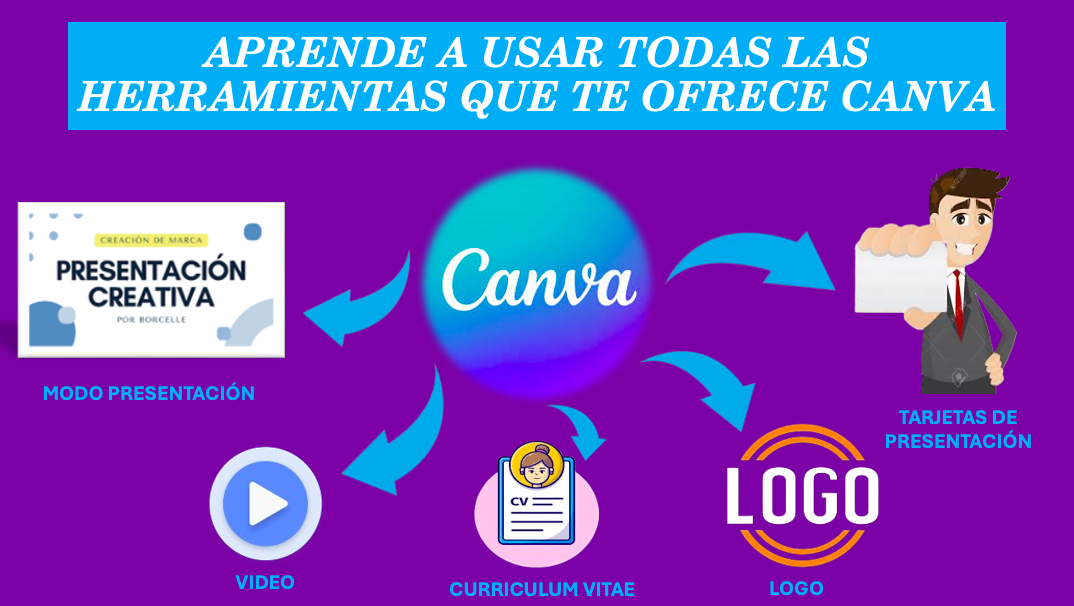 APRENDE A USAR TODAS LAS
HERRAMIENTAS QUE TE OFRECE CANVA
Canva
CREACIÓN DE MARCA
PRESENTACIÓN
CREATIVA
POR BORCELLE
MODO PRESENTACIÓN
TARJETAS DE
PRESENTACIÓN
VIDEO
CV
CURRICULUM VITAE
LOGO
LOGO